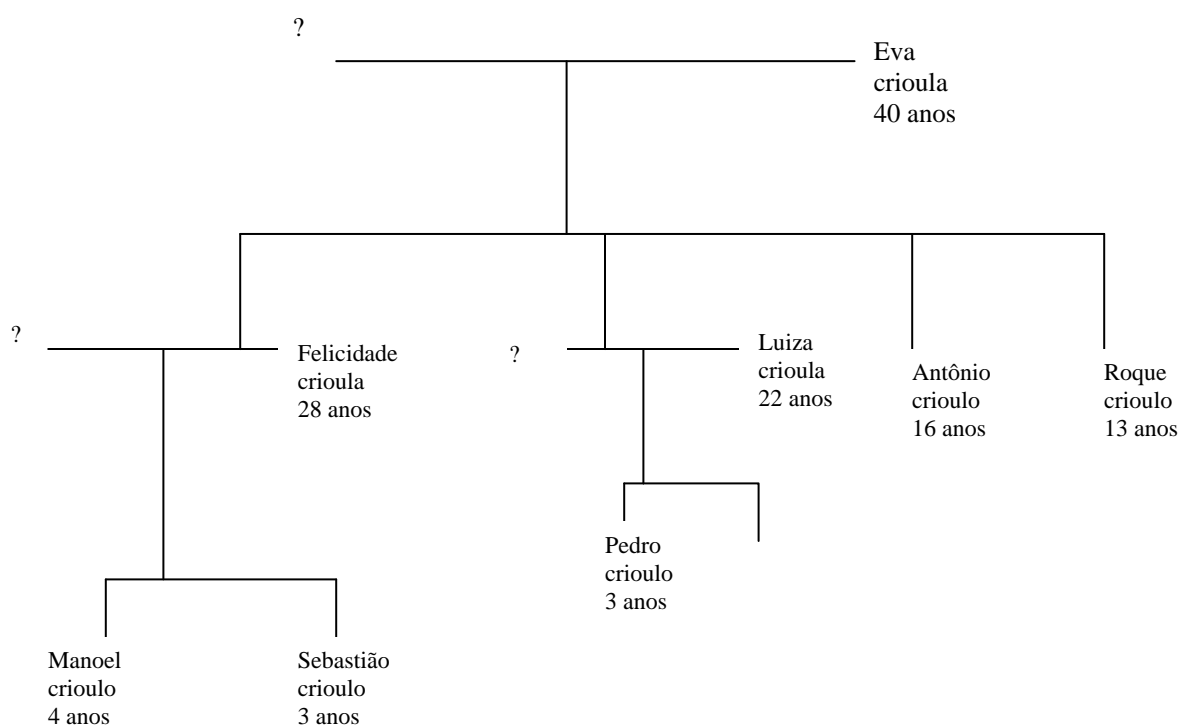 ?
Eva
crioula
40 anos
?
Felicidade
crioula
28 anos
?
Luiza
crioula
22 anos
Antônio
crioulo
16 anos
Roque
crioulo
13 anos
Pedro
crioulo
3 anos
Manoel
crioulo
4 anos
Sebastião
crioulo
3 anos